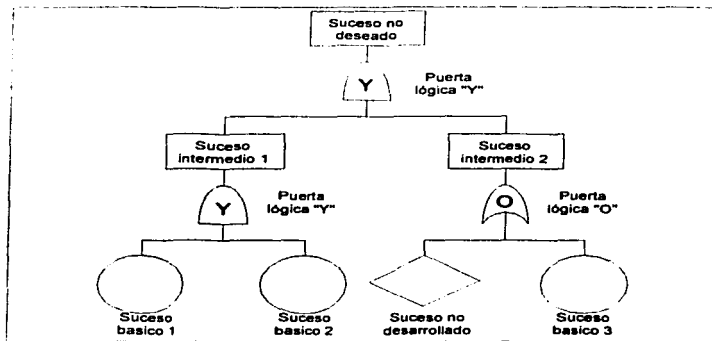 Suceso no
deseado
Y
Puerta
lógica "Y"
Suceso
intermedio 1
Suceso
intermedio 2
Y
Puerta
lógica "Y"
O
Puerta
lógica "O"
Suceso
basico 1
Suceso
basico 2
Suceso no
desarrollado
Suceso
basico 3